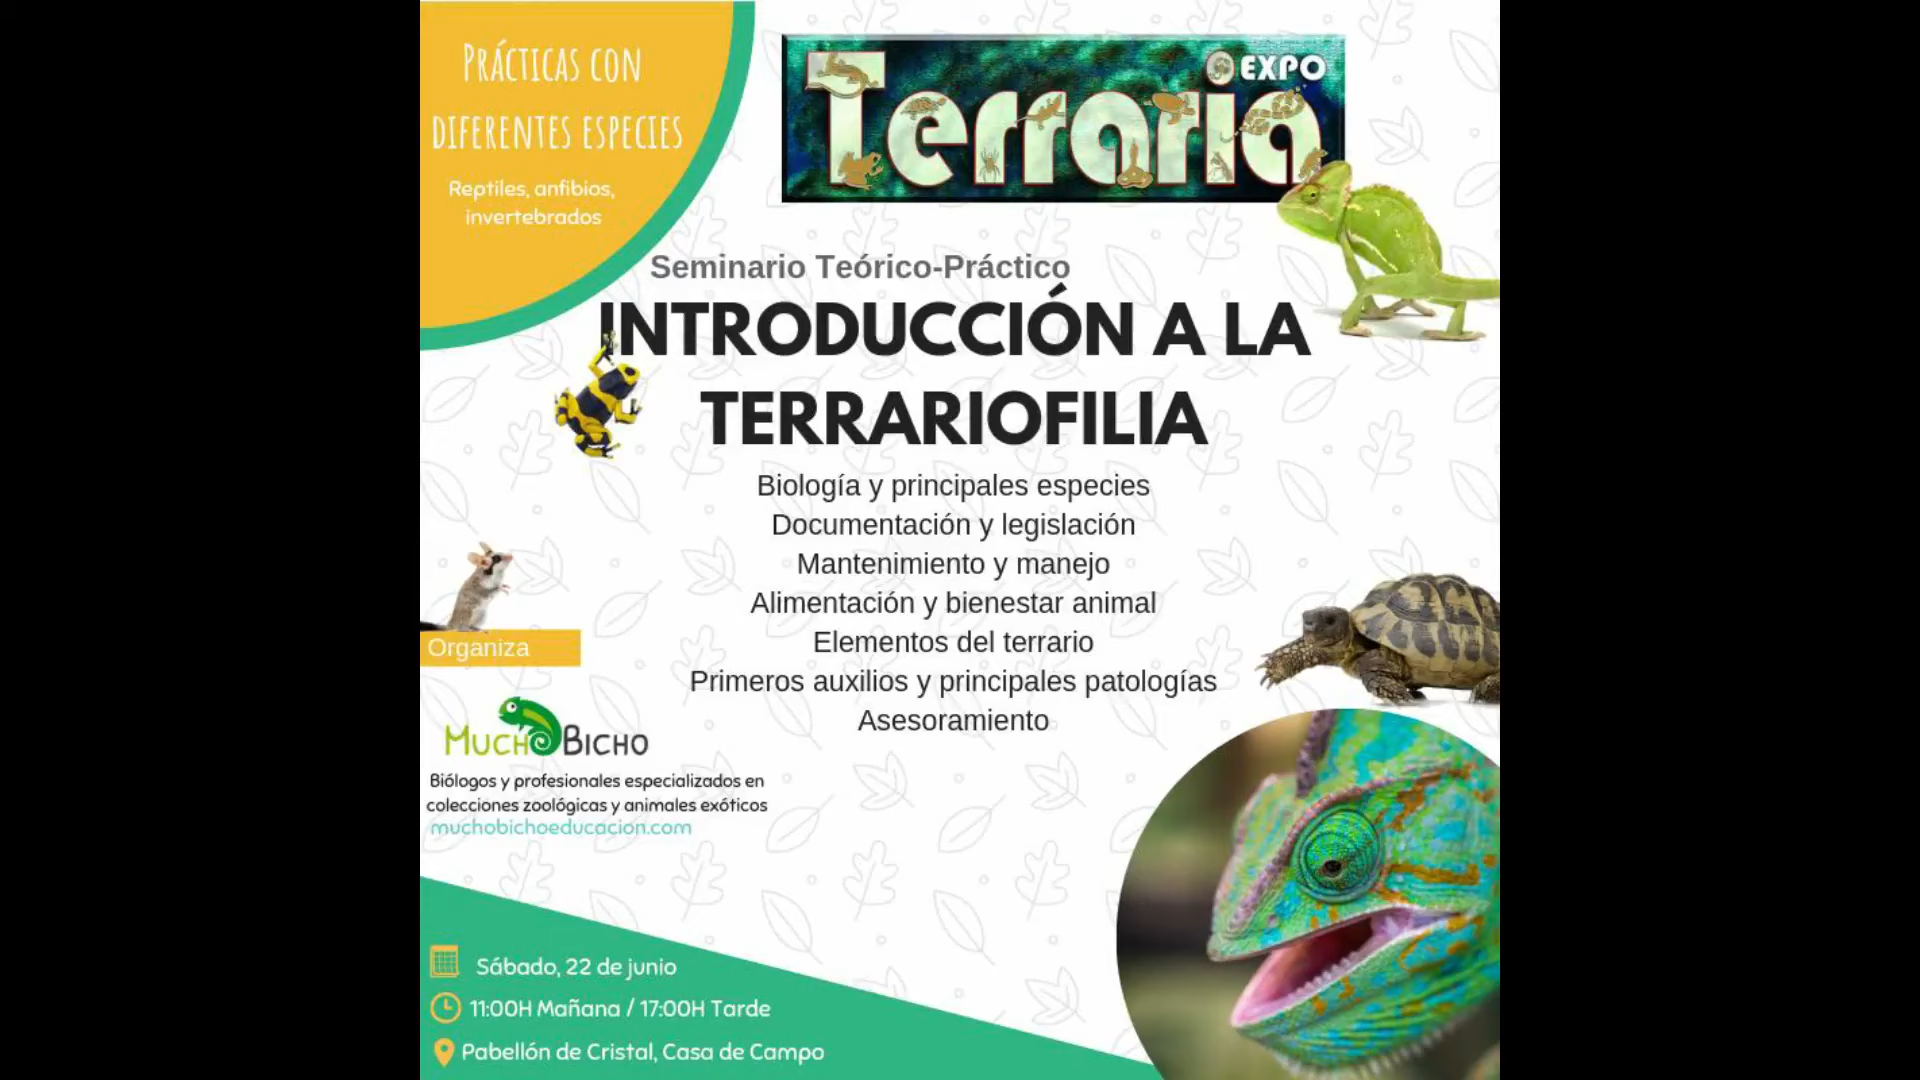 PRÁCTICAS CON
DIFERENTES ESPECIES
Reptiles, anfibios,
invertebrados
EXPO
Terraria
Seminario Teórico-Práctico
INTRODUCCIÓN A LA
TERRARIOFILIA
Biología y principales especies
Documentación y legislación
Mantenimiento y manejo
Alimentación y bienestar animal
Elementos del terrario
Primeros auxilios y principales patologías
Asesoramiento
Organiza
MUCHO BICHO
Biólogos y profesionales especializados en
colecciones zoológicas y animales exóticos
muchobichoeducacion.com
Sábado, 22 de junio
11:00H Mañana / 17:00H Tarde
Pabellón de Cristal, Casa de Campo